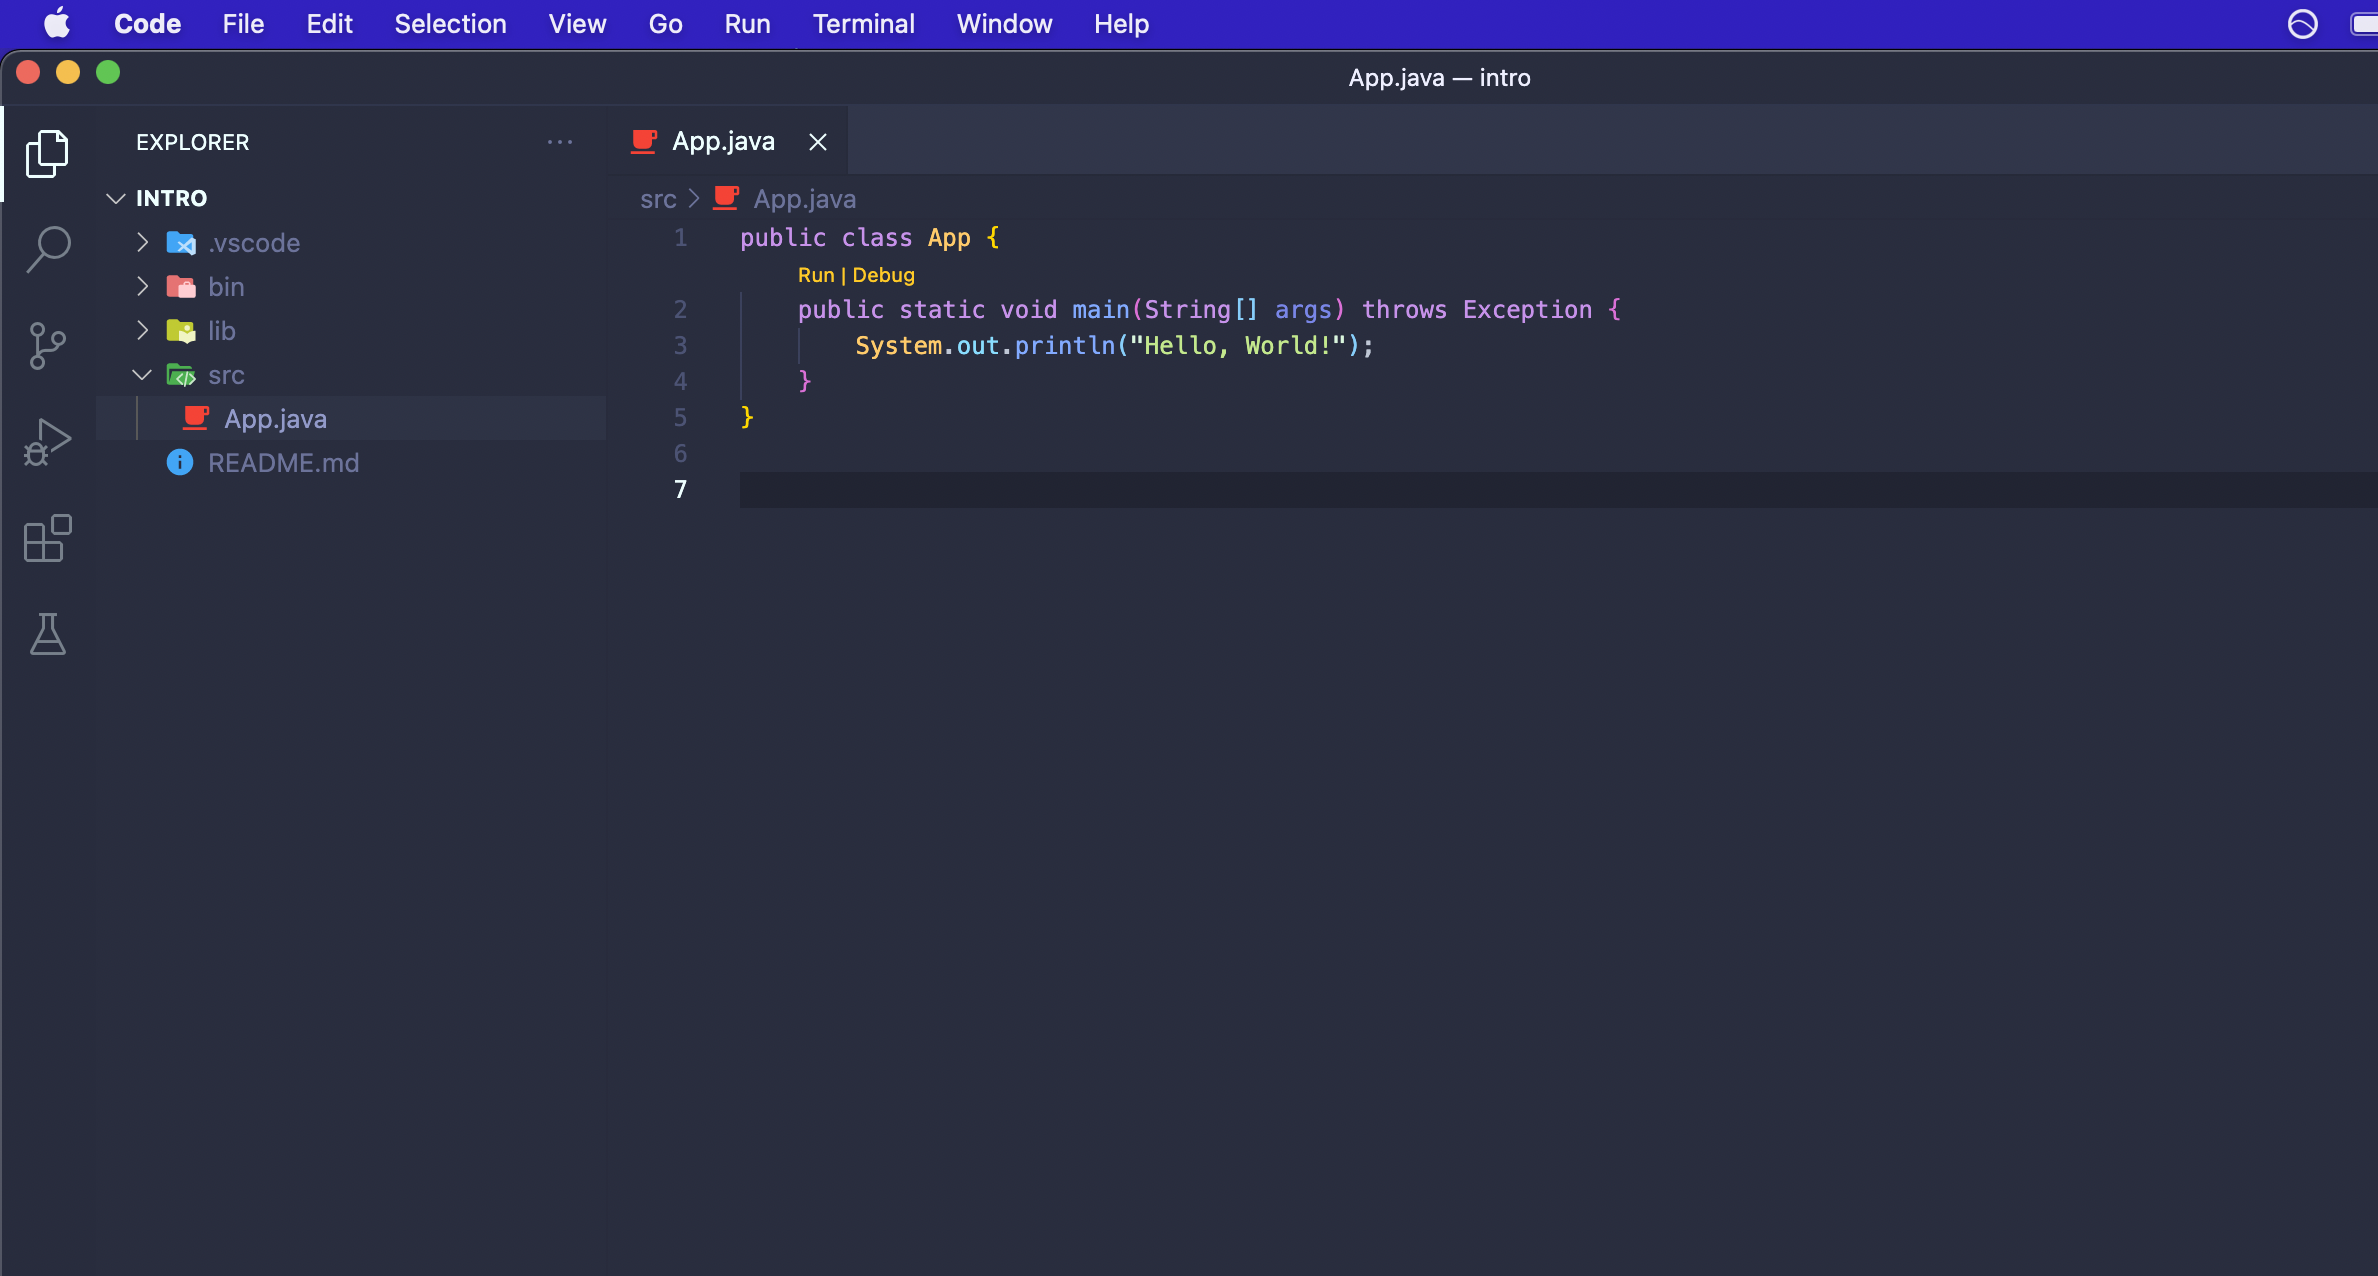 Code File Edit Selection View Go Run Terminal Window Help
App.java — intro
EXPLORER ···
INTRO
.vscode
bin
lib
src
App.java
README.md
App.java
src > App.java
1 public class App {
Run | Debug
2 public static void main(String[] args) throws Exception {
3 System.out.println("Hello, World!");
4 }
5 }
6
7